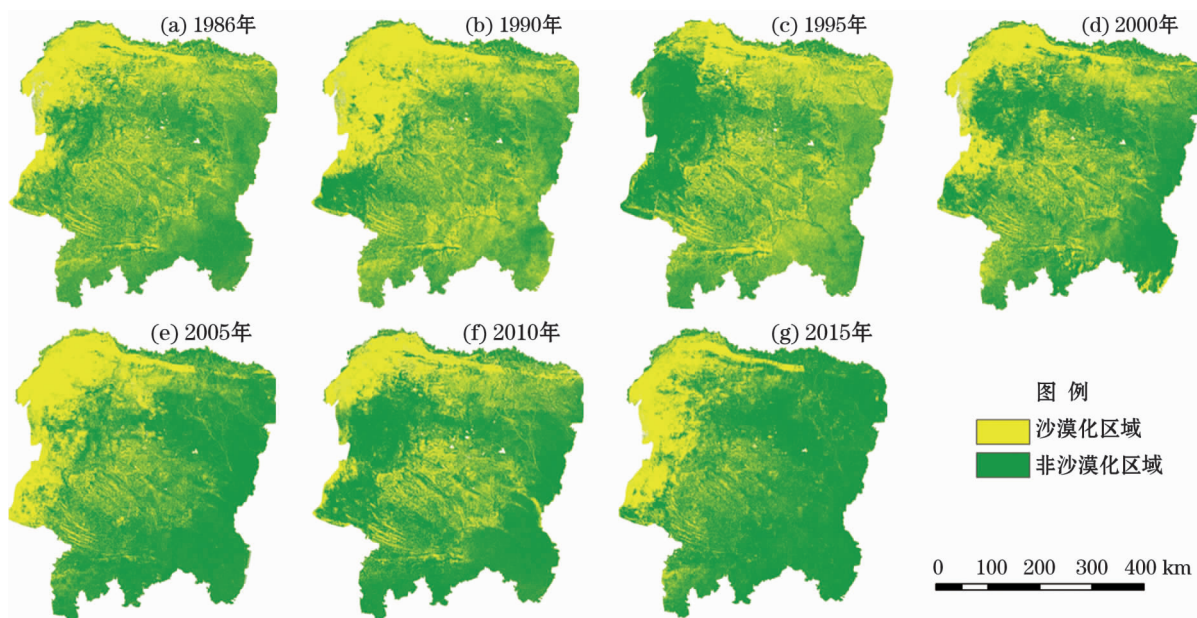 (a) 1986年
(b) 1990年
(c) 1995年
(d) 2000年
(e) 2005年
(f) 2010年
(g) 2015年
图 例
沙漠化区域
非沙漠化区域
0 100 200 300 400 km